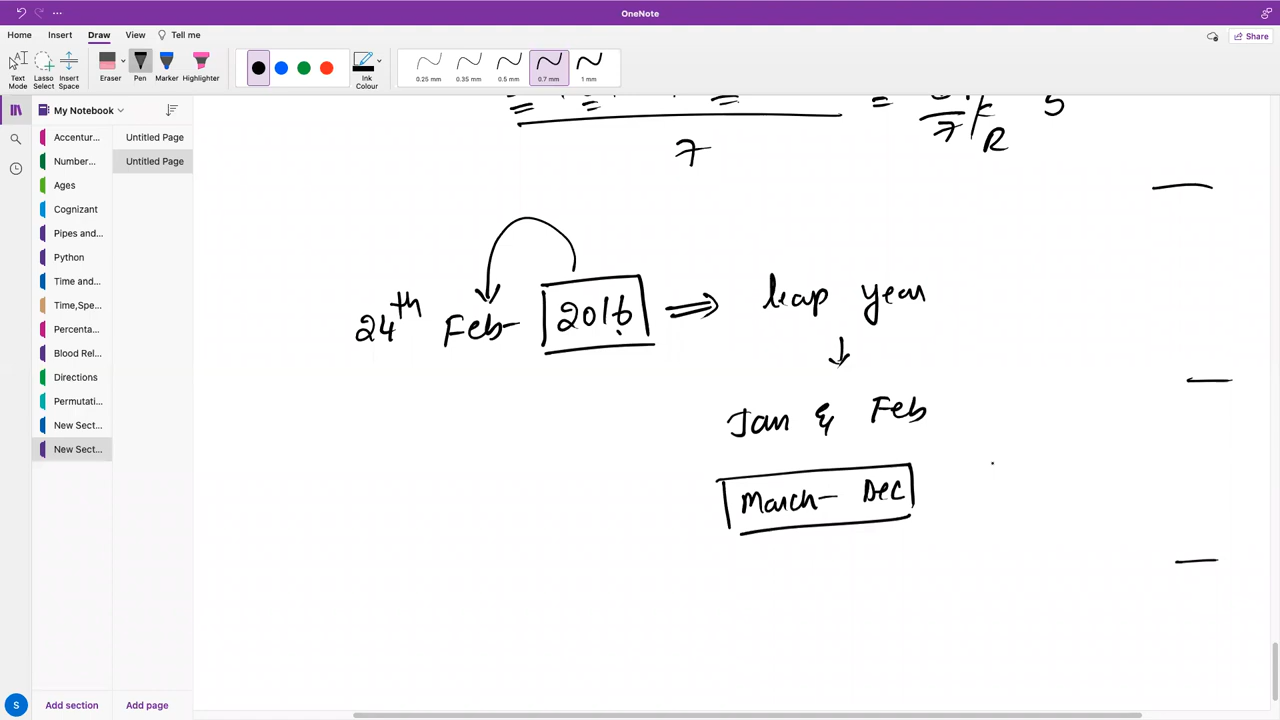 OneNote
Home Insert Draw View Tell me
Share
Text Mode
Lasso Select
Insert Space
Eraser
Pen
Marker
Highlighter
Ink Colour
0.25 mm
0.35 mm
0.5 mm
0.7 mm
1 mm
My Notebook
Accentur...
Number...
Ages
Cognizant
Pipes and...
Python
Time and...
Time,Spe...
Percenta...
Blood Rel...
Directions
Permutati...
New Sect...
New Sect...
Untitled Page
Untitled Page
S
Add section
Add page
7
=
7
R
5
24th Feb- 2016 ⇒ leap year
↓
Jan & Feb
March- Dec